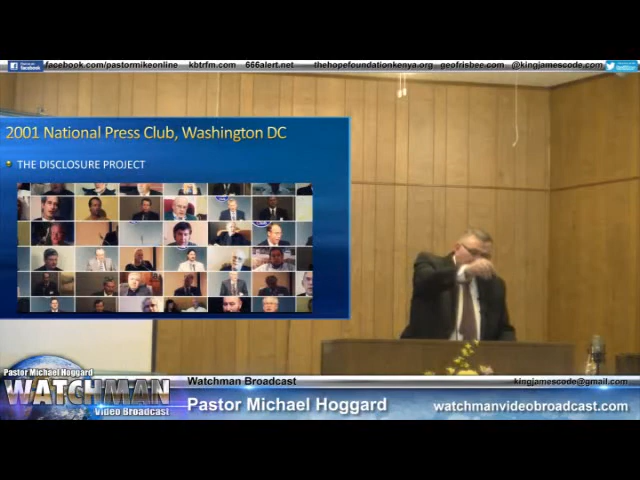 facebook.com/pastormikeonline kbtrfm.com 666alert.net thehopefoundationkenya.org geofrisbee.com @kingjamescode.com
2001 National Press Club, Washington DC
THE DISCLOSURE PROJECT
Pastor Michael Hoggard
WATCHMAN
Video Broadcast
Watchman Broadcast kingjamescode@gmail.com
Pastor Michael Hoggard watchmanvideobroadcast.com